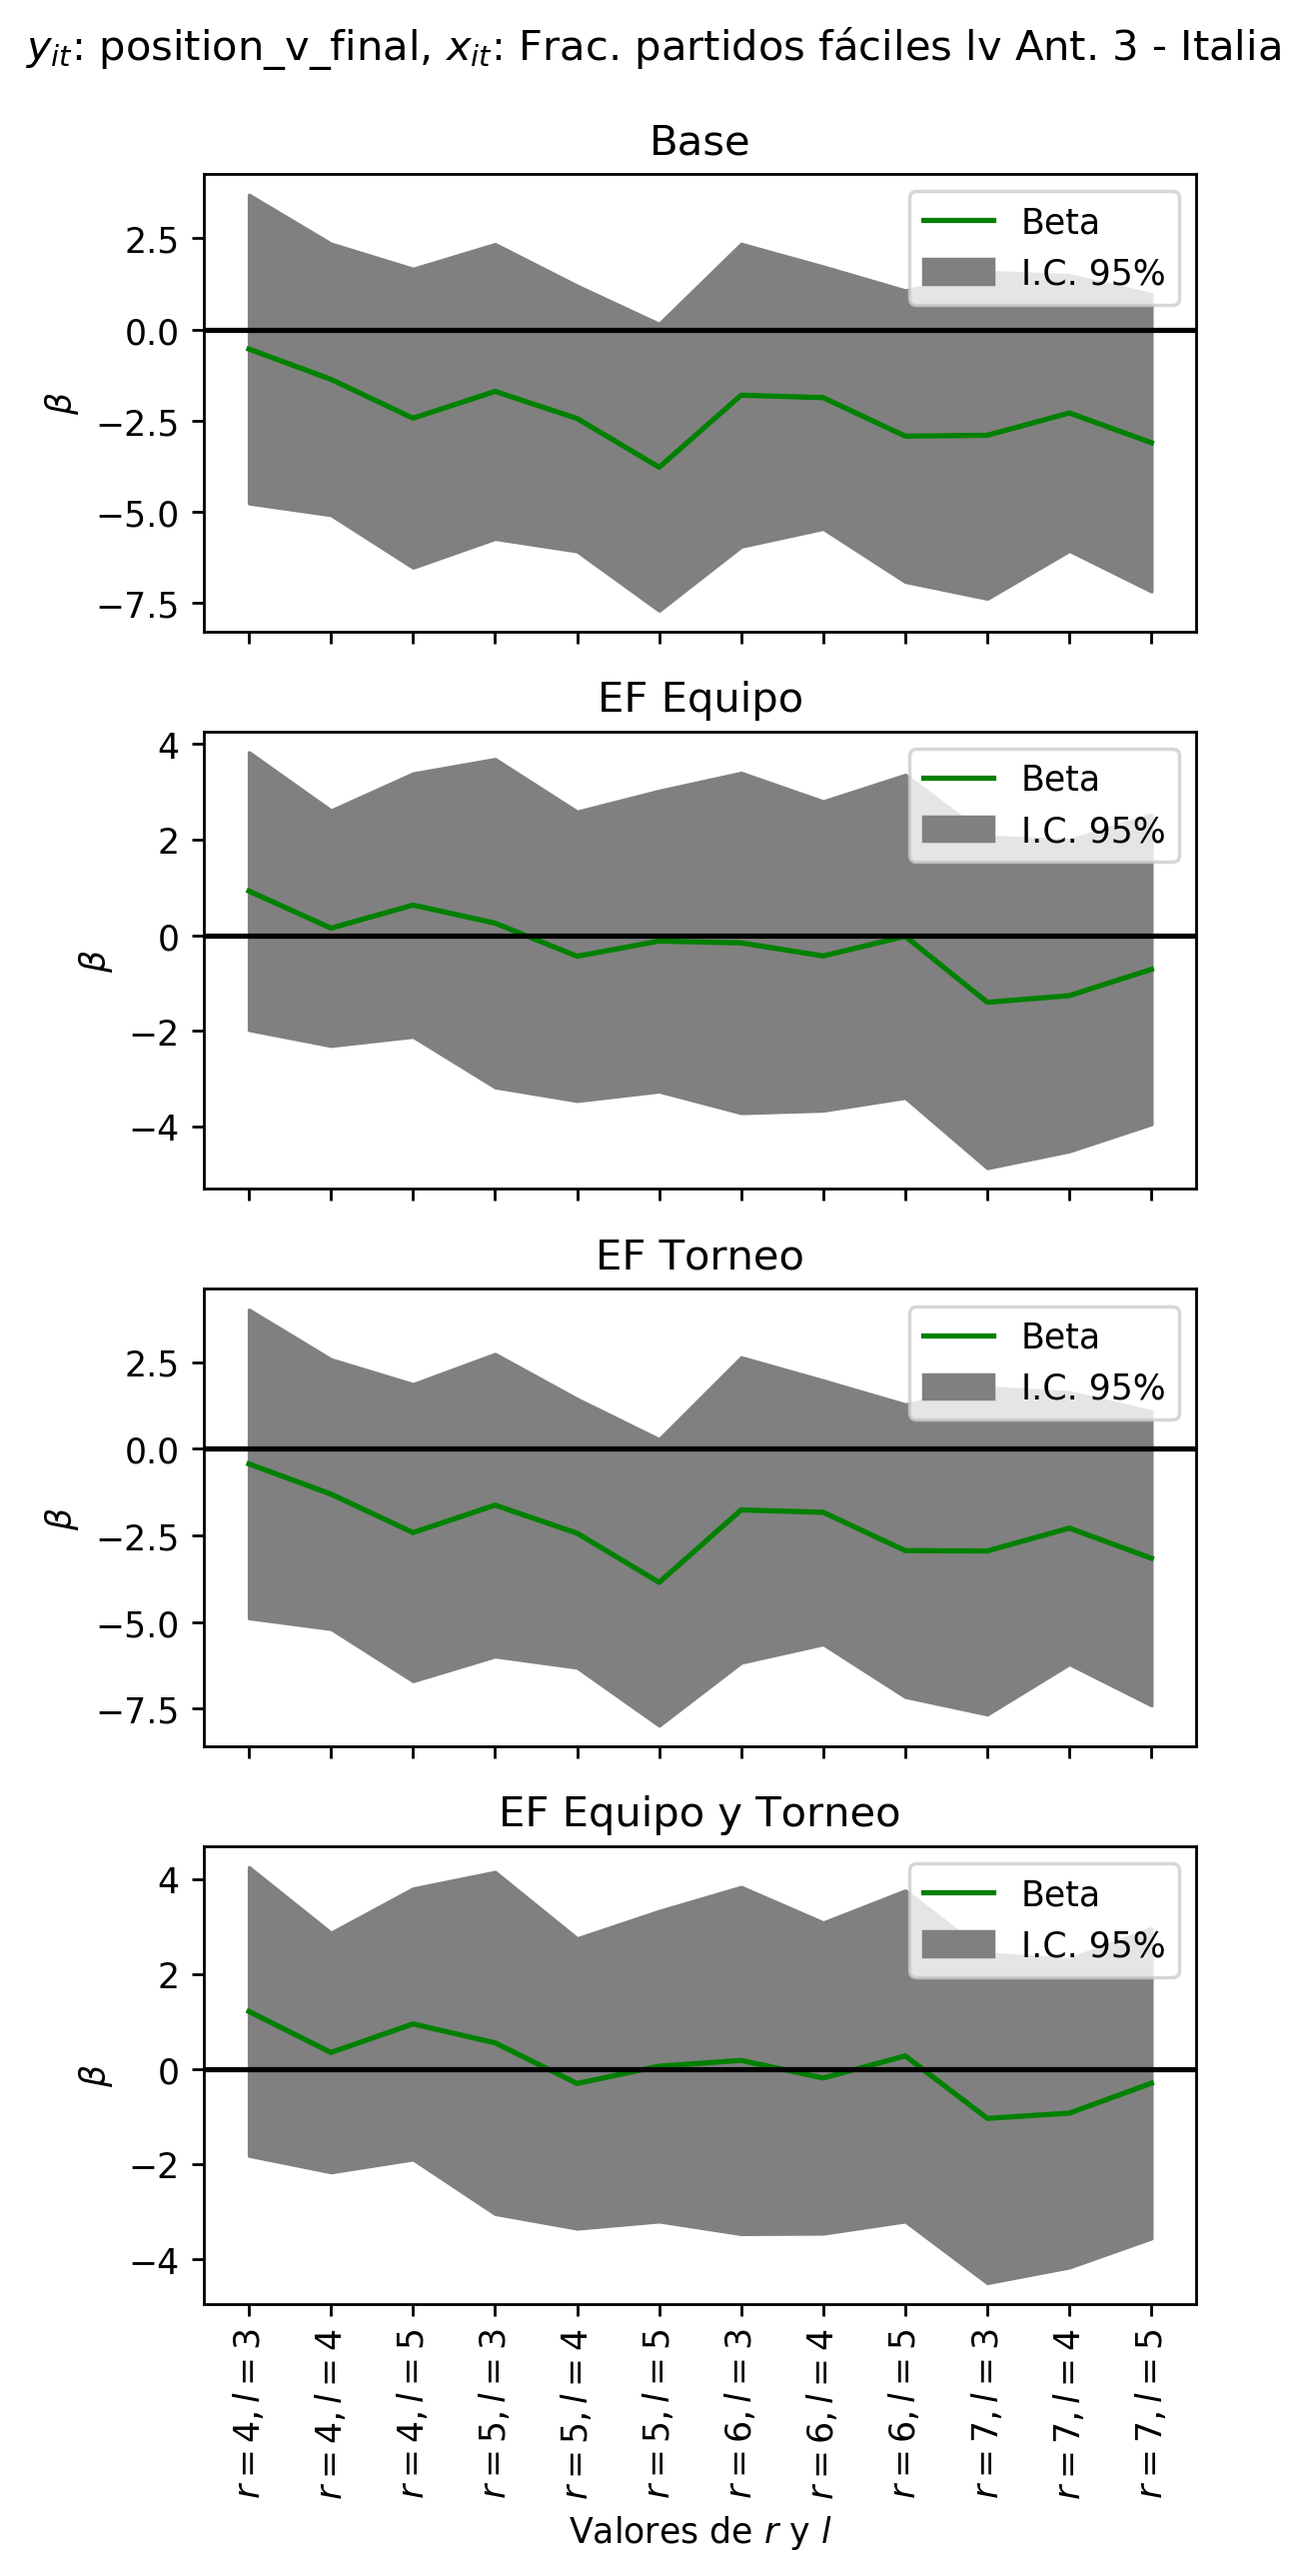 y_it: position_v_final, x_it: Frac. partidos fáciles lv Ant. 3 - Italia
Base
Beta
I.C. 95%
2.5
0.0
−2.5
−5.0
−7.5
β
EF Equipo
Beta
I.C. 95%
4
2
0
−2
−4
β
EF Torneo
Beta
I.C. 95%
2.5
0.0
−2.5
−5.0
−7.5
β
EF Equipo y Torneo
Beta
I.C. 95%
4
2
0
−2
−4
β
r = 4, l = 3
r = 4, l = 4
r = 4, l = 5
r = 5, l = 3
r = 5, l = 4
r = 5, l = 5
r = 6, l = 3
r = 6, l = 4
r = 6, l = 5
r = 7, l = 3
r = 7, l = 4
r = 7, l = 5
Valores de r y l